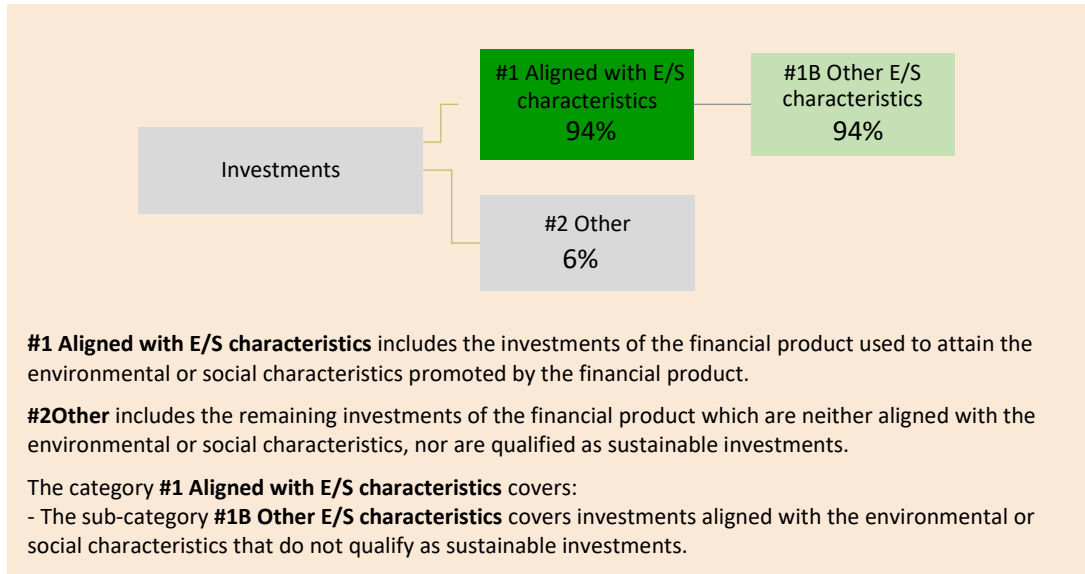 #1 Aligned with E/S
characteristics
94%
#1B Other E/S
characteristics
94%
Investments
#2 Other
6%
#1 Aligned with E/S characteristics includes the investments of the financial product used to attain the
environmental or social characteristics promoted by the financial product.
#2Other includes the remaining investments of the financial product which are neither aligned with the
environmental or social characteristics, nor are qualified as sustainable investments.
The category #1 Aligned with E/S characteristics covers:
- The sub-category #1B Other E/S characteristics covers investments aligned with the environmental or
social characteristics that do not qualify as sustainable investments.